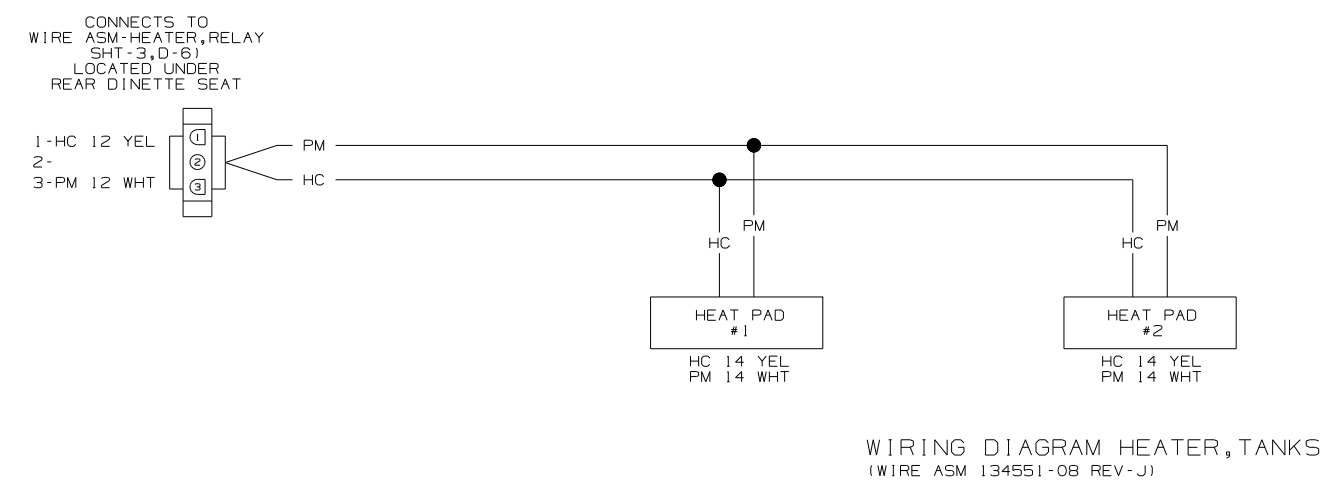 CONNECTS TO
WIRE ASM-HEATER,RELAY
SHT-3,D-6)
LOCATED UNDER
REAR DINETTE SEAT
1-HC 12 YEL
2-
3-PM 12 WHT
1
2
3
PM
HC
HC
PM
HC
PM
HEAT PAD
#1
HC 14 YEL
PM 14 WHT
HEAT PAD
#2
HC 14 YEL
PM 14 WHT
WIRING DIAGRAM HEATER,TANKS
(WIRE ASM 134551-08 REV-J)